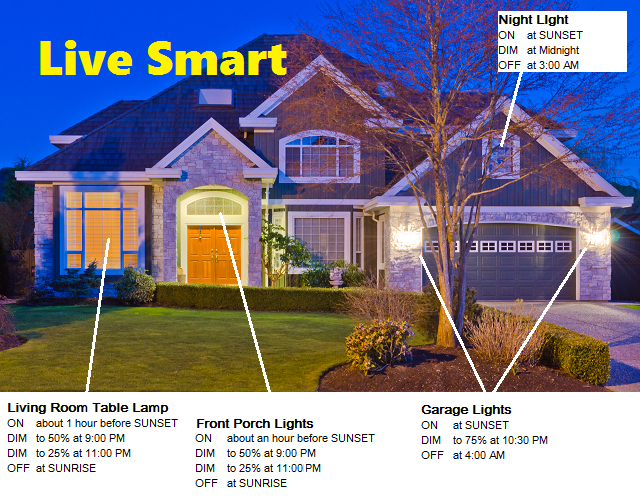 Live Smart
Night LIght
ON at SUNSET
DIM at Midnight
OFF at 3:00 AM
Living Room Table Lamp
ON about 1 hour before SUNSET
DIM to 50% at 9:00 PM
DIM to 25% at 11:00 PM
OFF at SUNRISE
Front Porch Lights
ON about an hour before SUNSET
DIM to 50% at 9:00 PM
DIM to 25% at 11:00 PM
OFF at SUNRISE
Garage Lights
ON at SUNSET
DIM to 75% at 10:30 PM
OFF at 4:00 AM